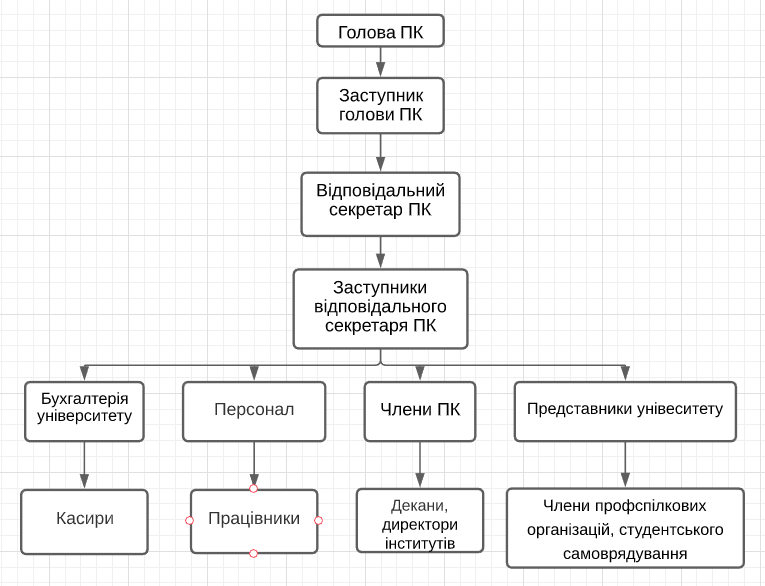 Голова ПК
Заступник
голови ПК
Відповідальний
секретар ПК
Заступники
відповідального
секретаря ПК
Бухгалтерія
університету
Персонал
Члени ПК
Представники унівеситету
Касири
Працівники
Декани,
директори
інститутів
Члени профспілкових
організацій, студентського
самоврядування